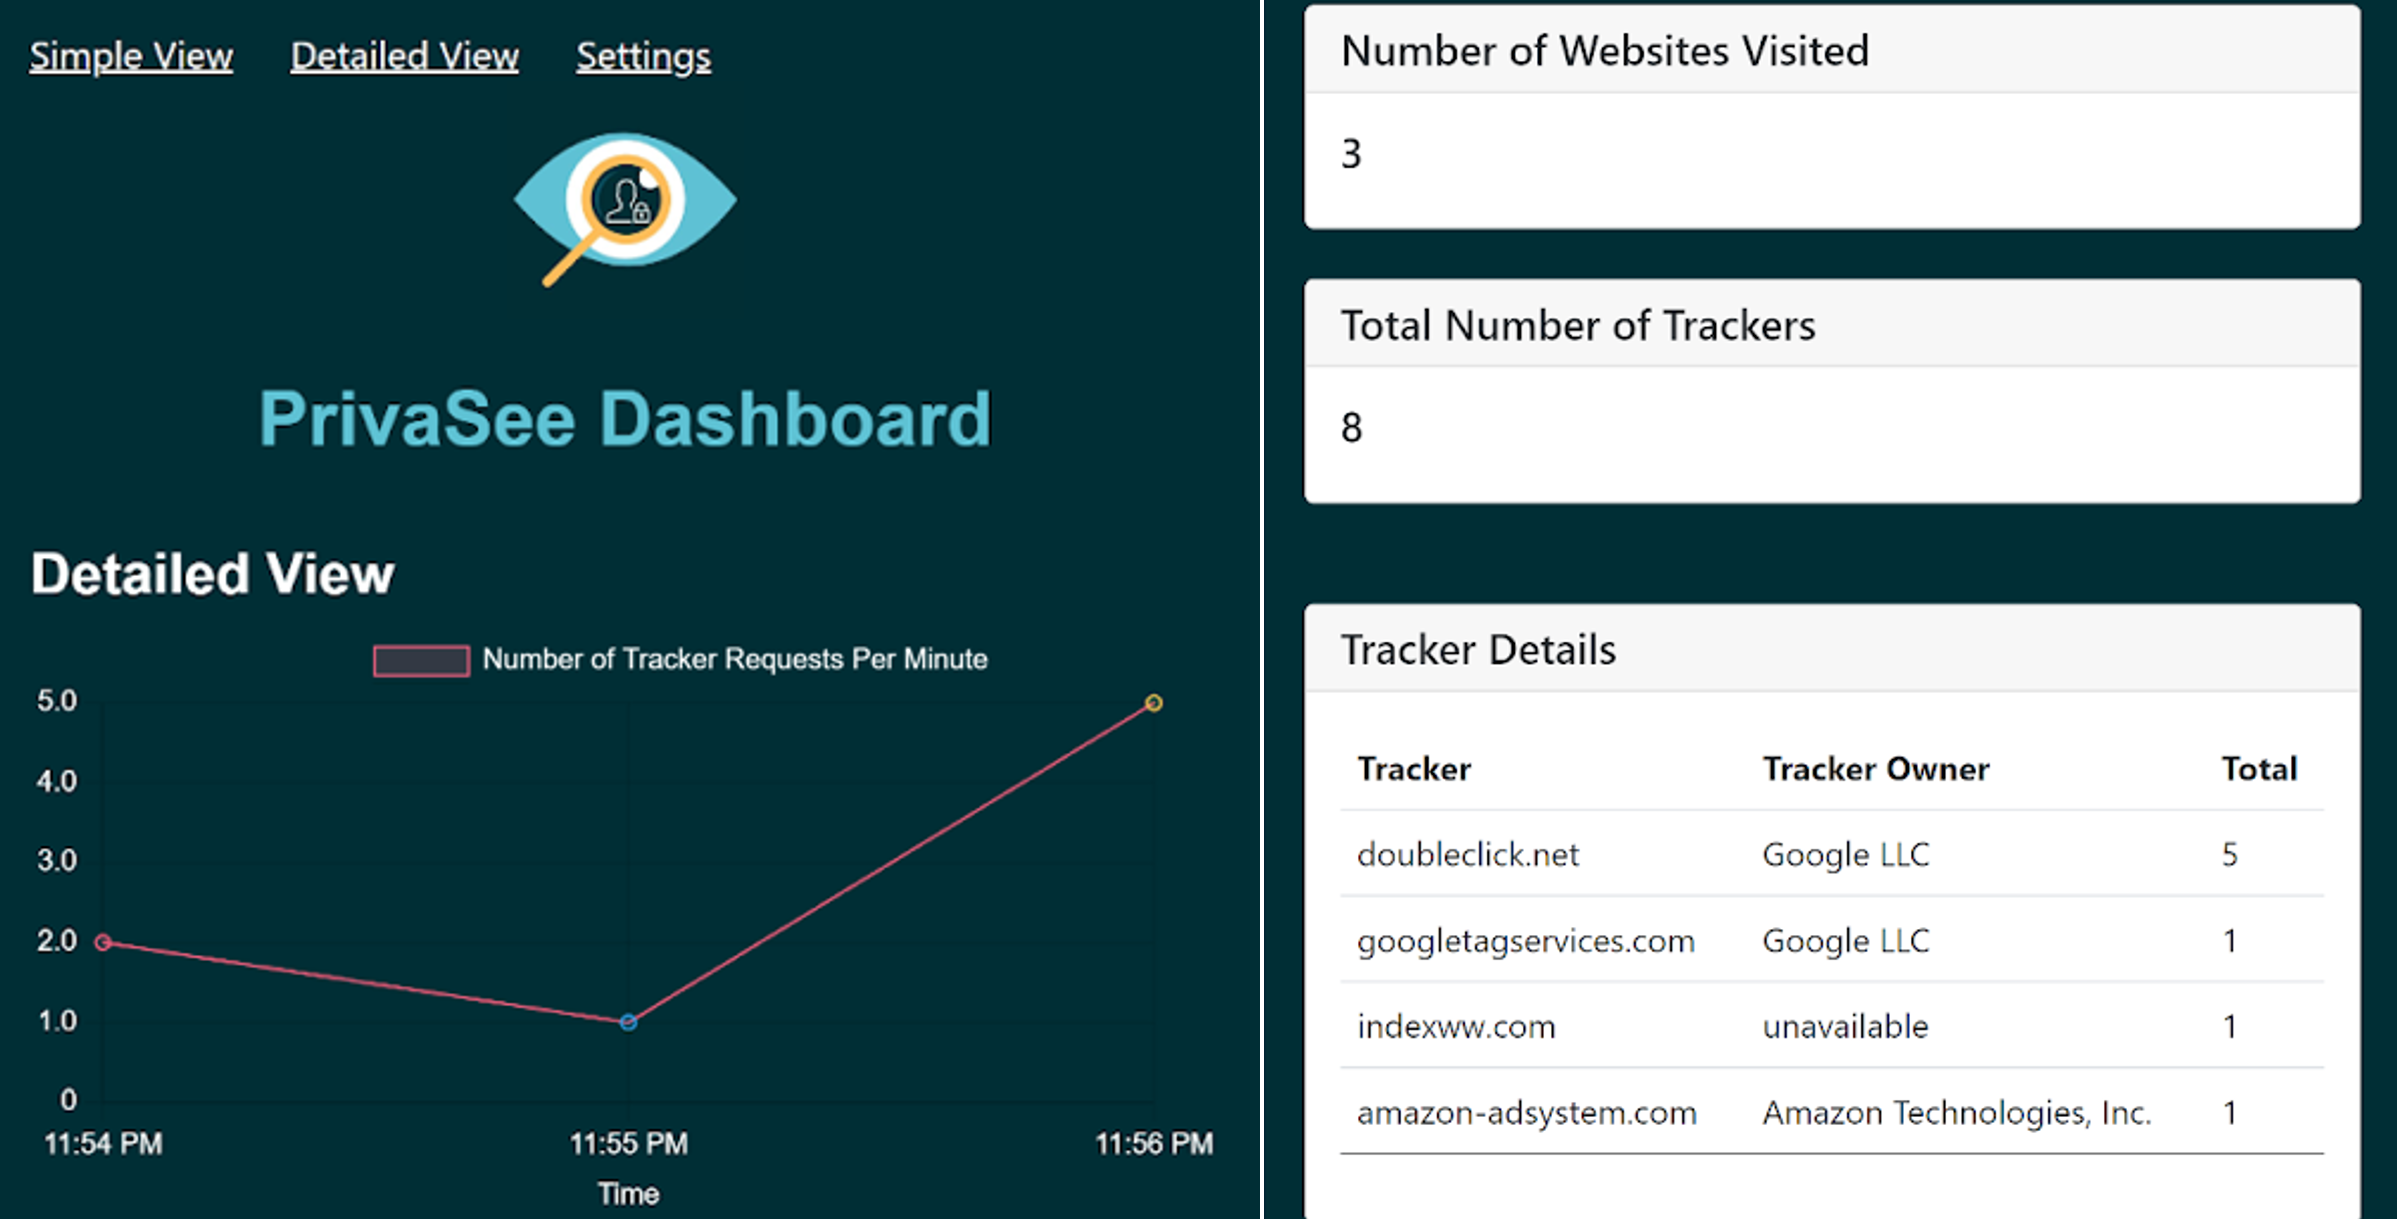 Simple View Detailed View Settings
PrivaSee Dashboard
Detailed View
Number of Tracker Requests Per Minute
5.0
4.0
3.0
2.0
1.0
0
11:54 PM 11:55 PM 11:56 PM
Time
Number of Websites Visited
3
Total Number of Trackers
8
Tracker Details
Tracker Tracker Owner Total
doubleclick.net Google LLC 5
googletagservices.com Google LLC 1
indexww.com unavailable 1
amazon-adsystem.com Amazon Technologies, Inc. 1